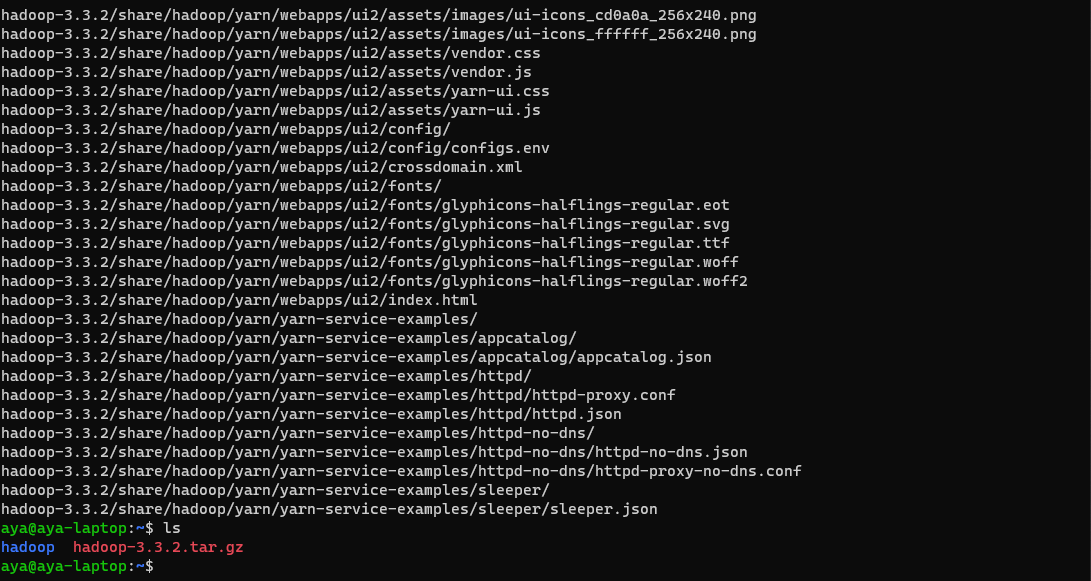 hadoop-3.3.2/share/hadoop/yarn/webapps/ui2/assets/images/ui-icons_cd0a0a_256x240.png
hadoop-3.3.2/share/hadoop/yarn/webapps/ui2/assets/images/ui-icons_ffffff_256x240.png
hadoop-3.3.2/share/hadoop/yarn/webapps/ui2/assets/vendor.css
hadoop-3.3.2/share/hadoop/yarn/webapps/ui2/assets/vendor.js
hadoop-3.3.2/share/hadoop/yarn/webapps/ui2/assets/yarn-ui.css
hadoop-3.3.2/share/hadoop/yarn/webapps/ui2/assets/yarn-ui.js
hadoop-3.3.2/share/hadoop/yarn/webapps/ui2/config/
hadoop-3.3.2/share/hadoop/yarn/webapps/ui2/config/configs.env
hadoop-3.3.2/share/hadoop/yarn/webapps/ui2/crossdomain.xml
hadoop-3.3.2/share/hadoop/yarn/webapps/ui2/fonts/
hadoop-3.3.2/share/hadoop/yarn/webapps/ui2/fonts/glyphicons-halflings-regular.eot
hadoop-3.3.2/share/hadoop/yarn/webapps/ui2/fonts/glyphicons-halflings-regular.svg
hadoop-3.3.2/share/hadoop/yarn/webapps/ui2/fonts/glyphicons-halflings-regular.ttf
hadoop-3.3.2/share/hadoop/yarn/webapps/ui2/fonts/glyphicons-halflings-regular.woff
hadoop-3.3.2/share/hadoop/yarn/webapps/ui2/fonts/glyphicons-halflings-regular.woff2
hadoop-3.3.2/share/hadoop/yarn/webapps/ui2/index.html
hadoop-3.3.2/share/hadoop/yarn/yarn-service-examples/
hadoop-3.3.2/share/hadoop/yarn/yarn-service-examples/appcatalog/
hadoop-3.3.2/share/hadoop/yarn/yarn-service-examples/appcatalog/appcatalog.json
hadoop-3.3.2/share/hadoop/yarn/yarn-service-examples/httpd/
hadoop-3.3.2/share/hadoop/yarn/yarn-service-examples/httpd/httpd-proxy.conf
hadoop-3.3.2/share/hadoop/yarn/yarn-service-examples/httpd/httpd.json
hadoop-3.3.2/share/hadoop/yarn/yarn-service-examples/httpd-no-dns/
hadoop-3.3.2/share/hadoop/yarn/yarn-service-examples/httpd-no-dns/httpd-no-dns.json
hadoop-3.3.2/share/hadoop/yarn/yarn-service-examples/httpd-no-dns/httpd-proxy-no-dns.conf
hadoop-3.3.2/share/hadoop/yarn/yarn-service-examples/sleeper/
hadoop-3.3.2/share/hadoop/yarn/yarn-service-examples/sleeper/sleeper.json
aya@aya-laptop:~$ ls
hadoop  hadoop-3.3.2.tar.gz
aya@aya-laptop:~$